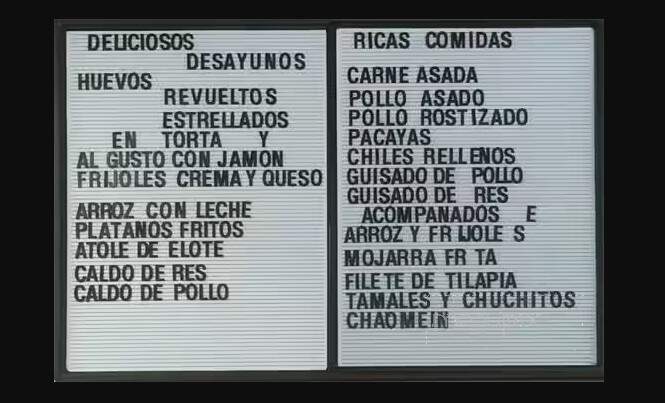 DELICIOSOS
DESAYUNOS
HUEVOS
REVUELTOS
ESTRELLADOS
EN TORTA Y
AL GUSTO CON JAMON
FRIJOLES CREMA Y QUESO
ARROZ CON LECHE
PLATANOS FRITOS
ATOLE DE ELOTE
CALDO DE RES
CALDO DE POLLO
RICAS COMIDAS
CARNE ASADA
POLLO ASADO
POLLO ROSTIZADO
PACAYAS
CHILES RELLENOS
GUISADO DE POLLO
GUISADO DE RES
ACOMPANADOS E
ARROZ Y FRIJOLE S
MOJARRA FR TA
FILETE DE TILAPIA
TAMALES Y CHUCHITOS
CHAOMEIN